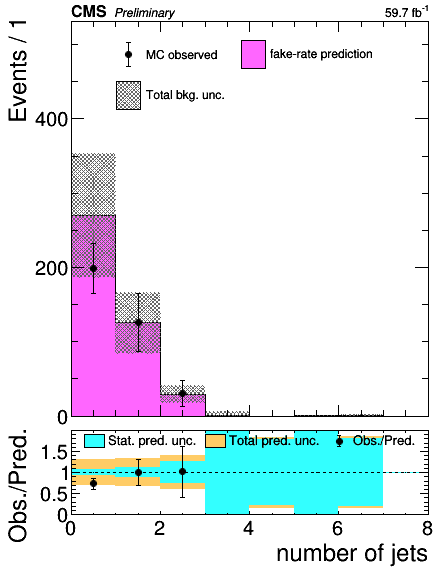 CMS Preliminary 59.7 fb⁻¹
Events / 1
MC observed
fake-rate prediction
Total bkg. unc.
400
200
0
Obs./Pred.
Stat. pred. unc.
Total pred. unc.
Obs./Pred.
1.5
1
0.5
0
0 2 4 6 8
number of jets